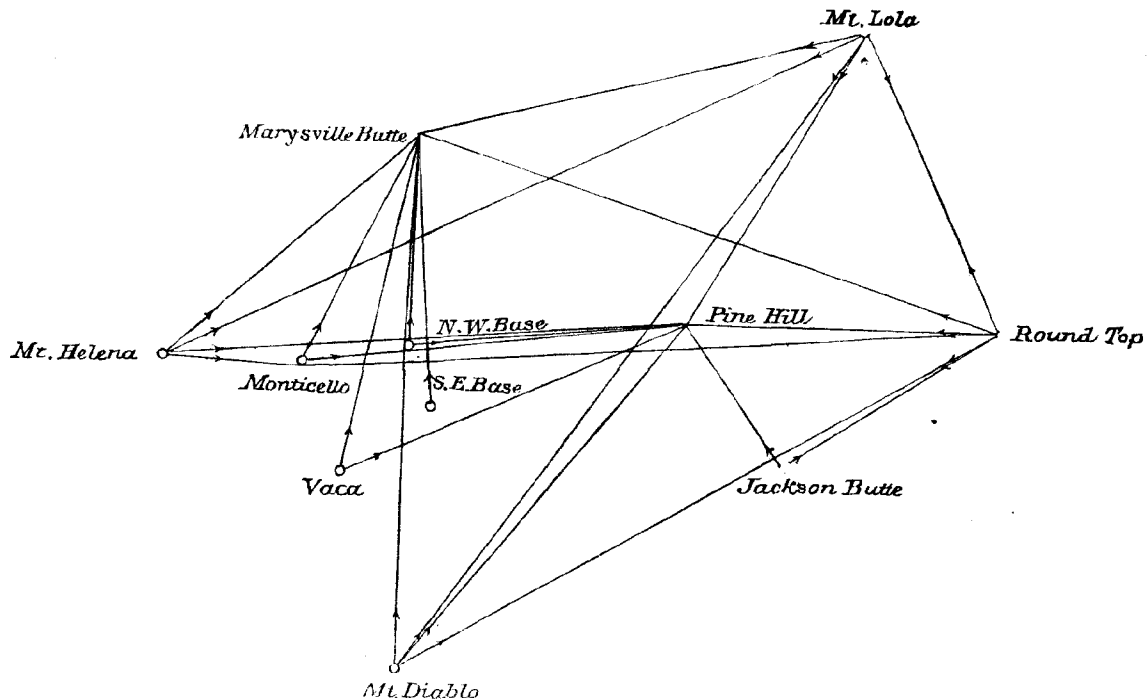 Mt. Lola
Marysville Butte
N.W. Base
Pine Hill
Mt. Helena
Round Top
Monticello
S.E. Base
Vaca
Jackson Butte
Mt. Diablo